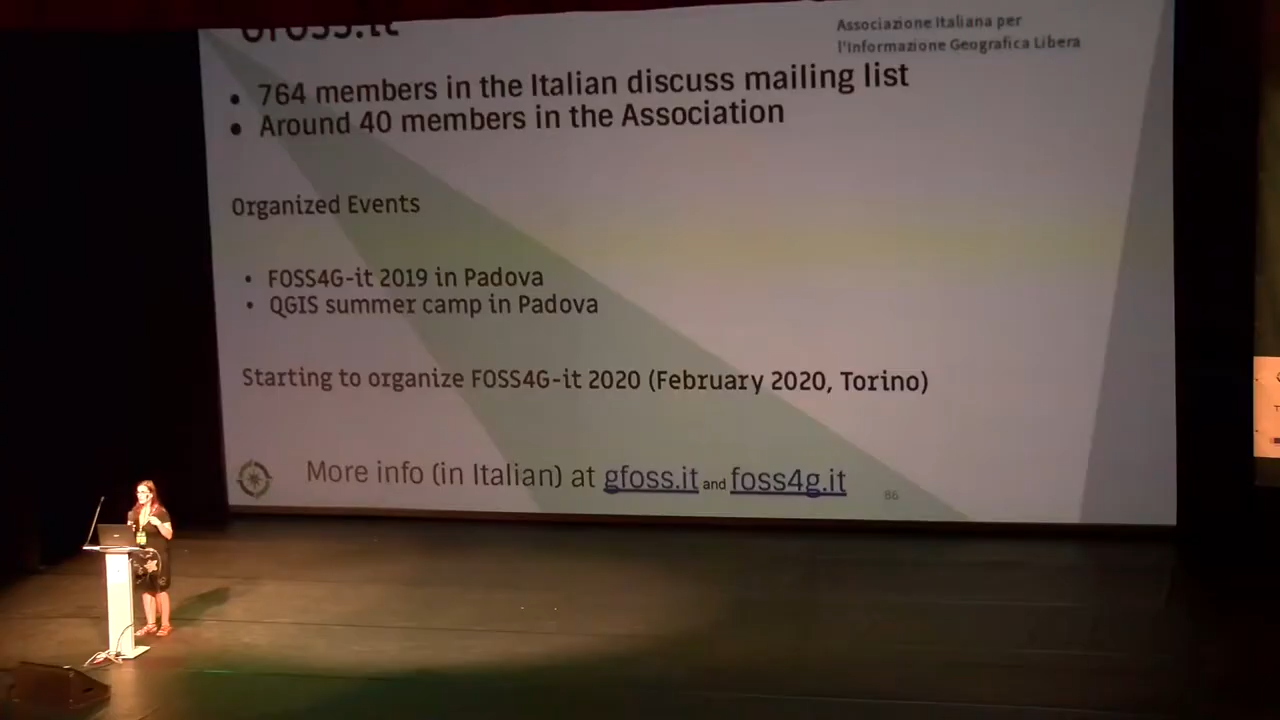 GFOSS.it
Associazione Italiana per
l'Informazione Geografica Libera
• 764 members in the Italian discuss mailing list
• Around 40 members in the Association
Organized Events
• FOSS4G-it 2019 in Padova
• QGIS summer camp in Padova
Starting to organize FOSS4G-it 2020 (February 2020, Torino)
More info (in Italian) at gfoss.it and foss4g.it
86